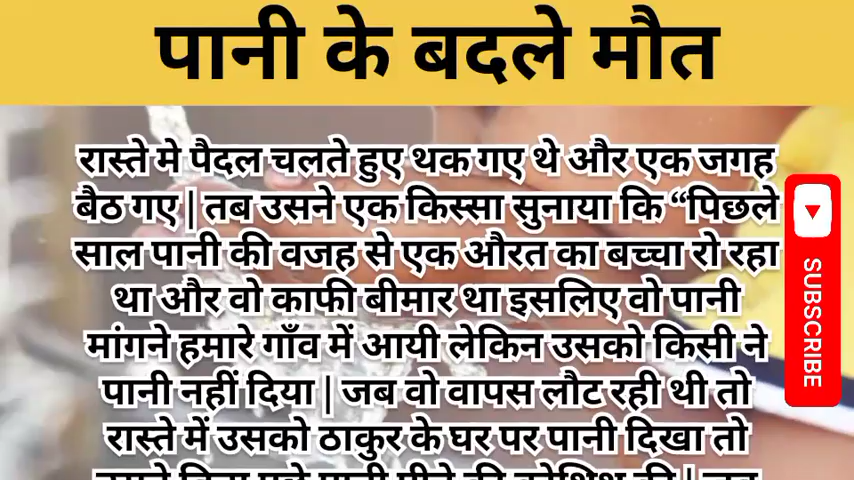 पानी के बदले मौत
रास्ते मे पैदल चलते हुए थक गए थे और एक जगह
बैठ गए | तब उसने एक किस्सा सुनाया कि “पिछले
साल पानी की वजह से एक औरत का बच्चा रो रहा
था और वो काफी बीमार था इसलिए वो पानी
मांगने हमारे गाँव में आयी लेकिन उसको किसी ने
पानी नहीं दिया | जब वो वापस लौट रही थी तो
रास्ते में उसको ठाकुर के घर पर पानी दिखा तो
SUBSCRIBE